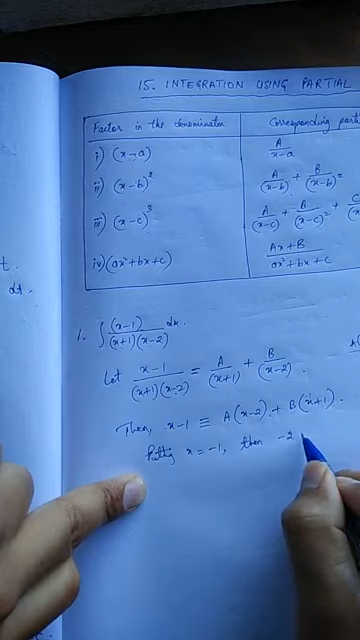 15. INTEGRATION USING PARTIAL
Factor in the denominator
Corresponding parti
i) (x-a)
A/(x-a)
ii) (x-b)²
A/(x-b) + B/(x-b)²
iii) (x-c)³
A/(x-c) + B/(x-c)² +
iv) (ax²+bx+c)
Ax+B/(ax²+bx+c)
t.
dt.
1. ∫ (x-1)/(x+1)(x-2) dx.
Let x-1/(x+1)(x-2) = A/(x+1) + B/(x-2).
Then, x-1 ≡ A(x-2) + B(x+1).
Putting x = -1, then -2